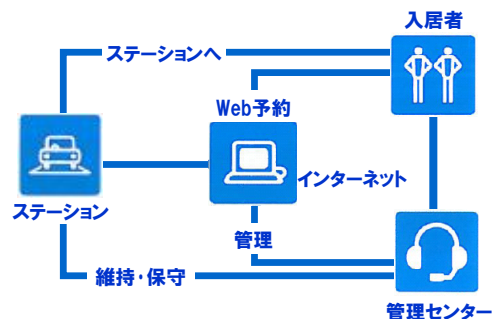 入居者
ステーションへ
Web予約
インターネット
ステーション
管理
維持・保守
管理センター